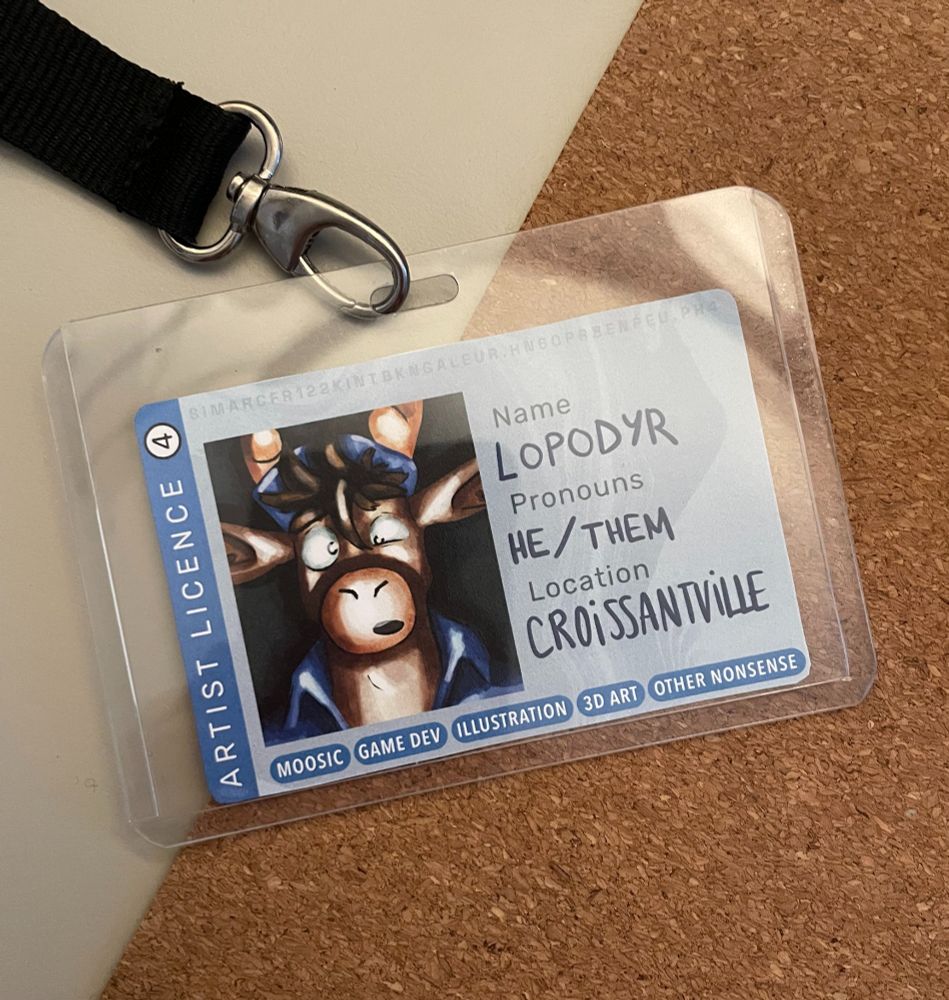 ARTIST LICENCE 4
Name
LOPODYR
Pronouns
HE/THEM
Location
CROiSSANTViLLE
MOOSIC GAME DEV ILLUSTRATION 3D ART OTHER NONSENSE